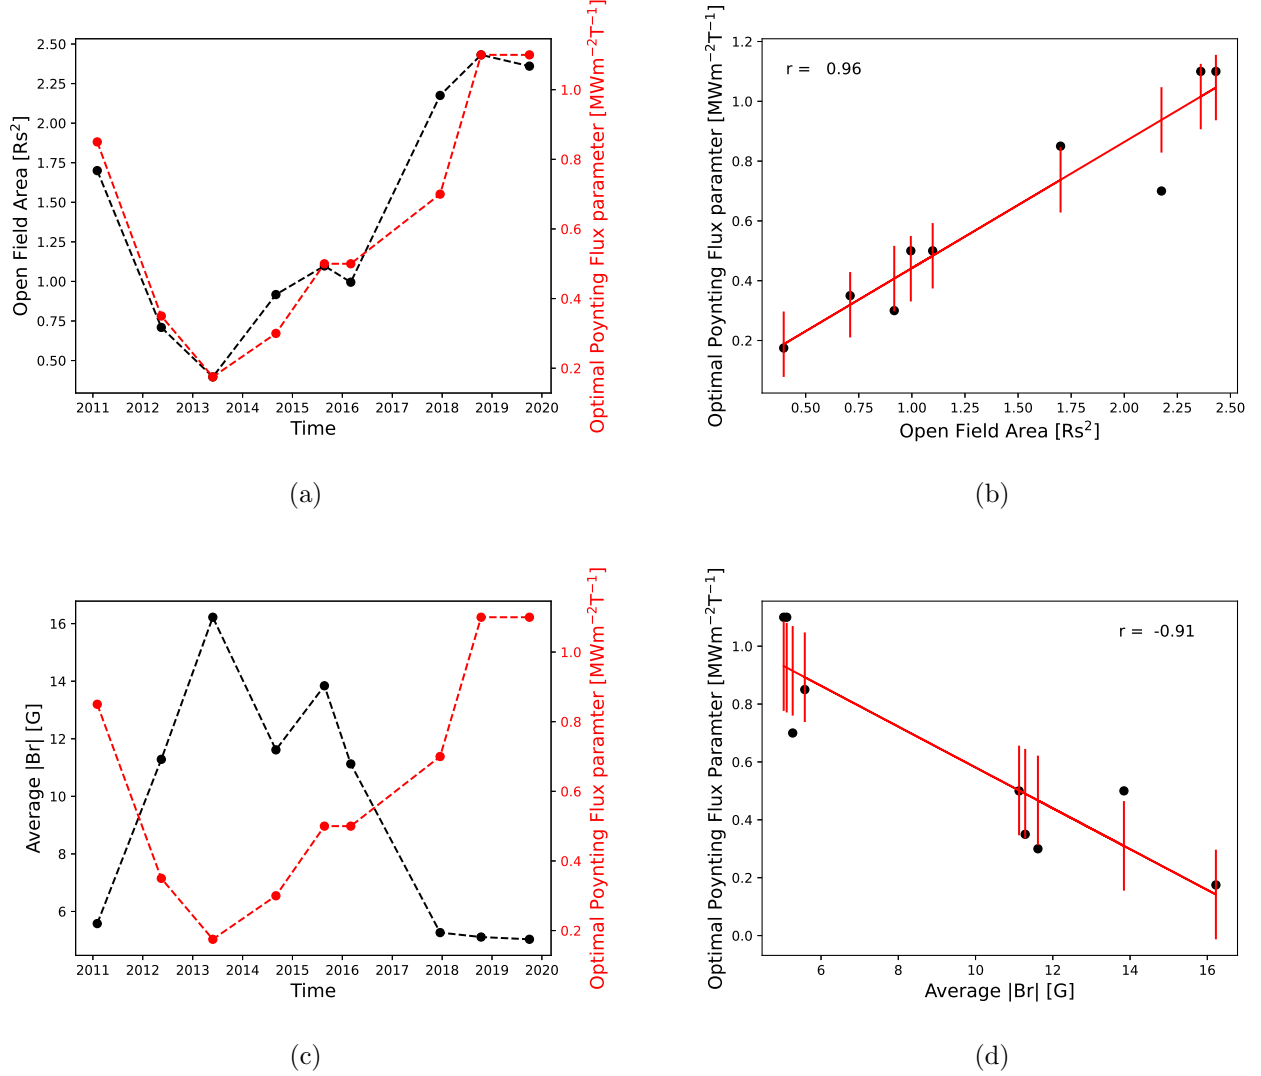 2.50
2.25
2.00
1.75
1.50
1.25
1.00
0.75
0.50
Open Field Area [Rs²]
2011 2012 2013 2014 2015 2016 2017 2018 2019 2020
Time
1.0
0.8
0.6
0.4
0.2
Optimal Poynting Flux parameter [MWm⁻²T⁻¹]
(a)
r = 0.96
1.2
1.0
0.8
0.6
0.4
0.2
Optimal Poynting Flux paramter [MWm⁻²T⁻¹]
0.50 0.75 1.00 1.25 1.50 1.75 2.00 2.25 2.50
Open Field Area [Rs²]
(b)
16
14
12
10
8
6
Average |Br| [G]
2011 2012 2013 2014 2015 2016 2017 2018 2019 2020
Time
1.0
0.8
0.6
0.4
0.2
Optimal Poynting Flux paramter [MWm⁻²T⁻¹]
(c)
r = -0.91
1.0
0.8
0.6
0.4
0.2
0.0
Optimal Poynting Flux Paramter [MWm⁻²T⁻¹]
6 8 10 12 14 16
Average |Br| [G]
(d)